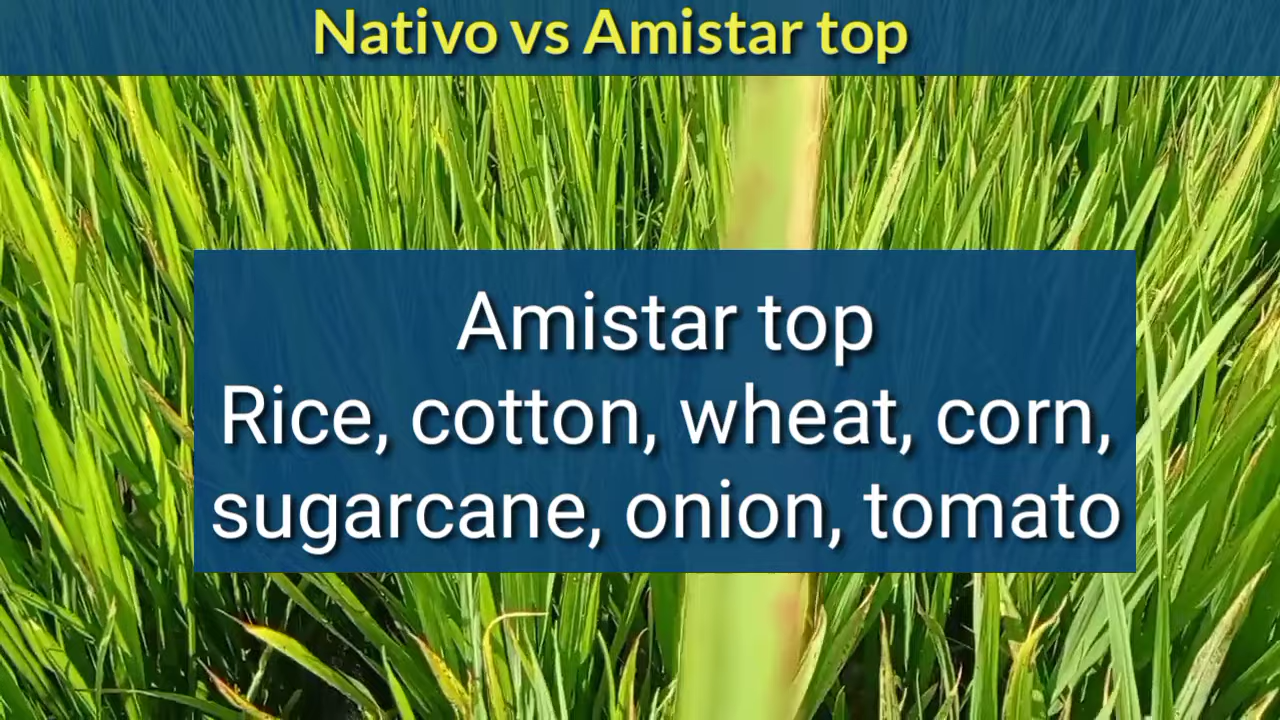 Nativo vs Amistar top
Amistar top
Rice, cotton, wheat, corn,
sugarcane, onion, tomato